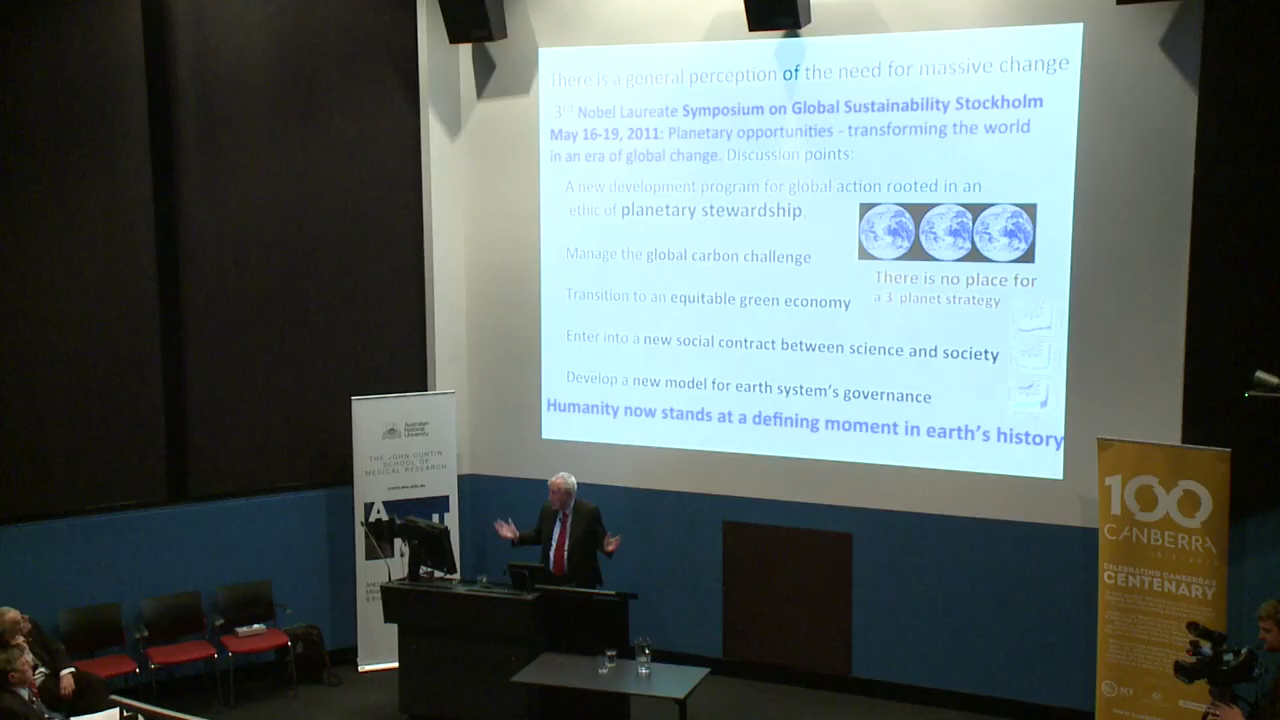 There is a general perception of the need for massive change
3rd Nobel Laureate Symposium on Global Sustainability Stockholm
May 16-19, 2011: Planetary opportunities - transforming the world
in an era of global change. Discussion points:
A new development program for global action rooted in an
ethic of planetary stewardship.
Manage the global carbon challenge
There is no place for
a 3 planet strategy
Transition to an equitable green economy
Enter into a new social contract between science and society
Develop a new model for earth system's governance
Humanity now stands at a defining moment in earth's history
Australian
National
University
THE JOHN CURTIN
SCHOOL OF
MEDICAL RESEARCH
100
CANBERRA
CELEBRATING CANBERRA'S
CENTENARY